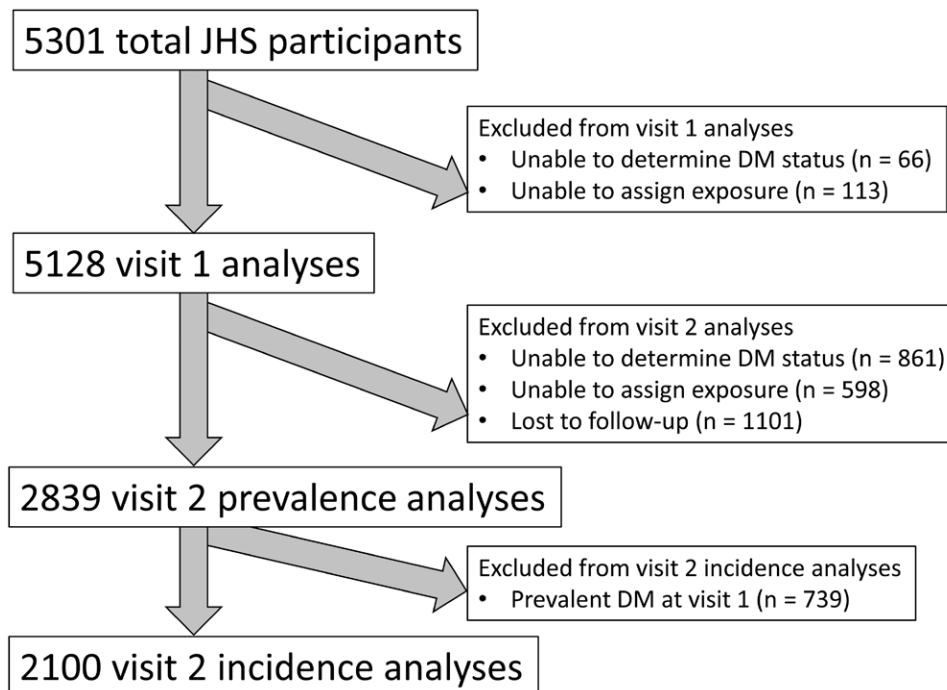 5301 total JHS participants
Excluded from visit 1 analyses
• Unable to determine DM status (n = 66)
• Unable to assign exposure (n = 113)
5128 visit 1 analyses
Excluded from visit 2 analyses
• Unable to determine DM status (n = 861)
• Unable to assign exposure (n = 598)
• Lost to follow-up (n = 1101)
2839 visit 2 prevalence analyses
Excluded from visit 2 incidence analyses
• Prevalent DM at visit 1 (n = 739)
2100 visit 2 incidence analyses